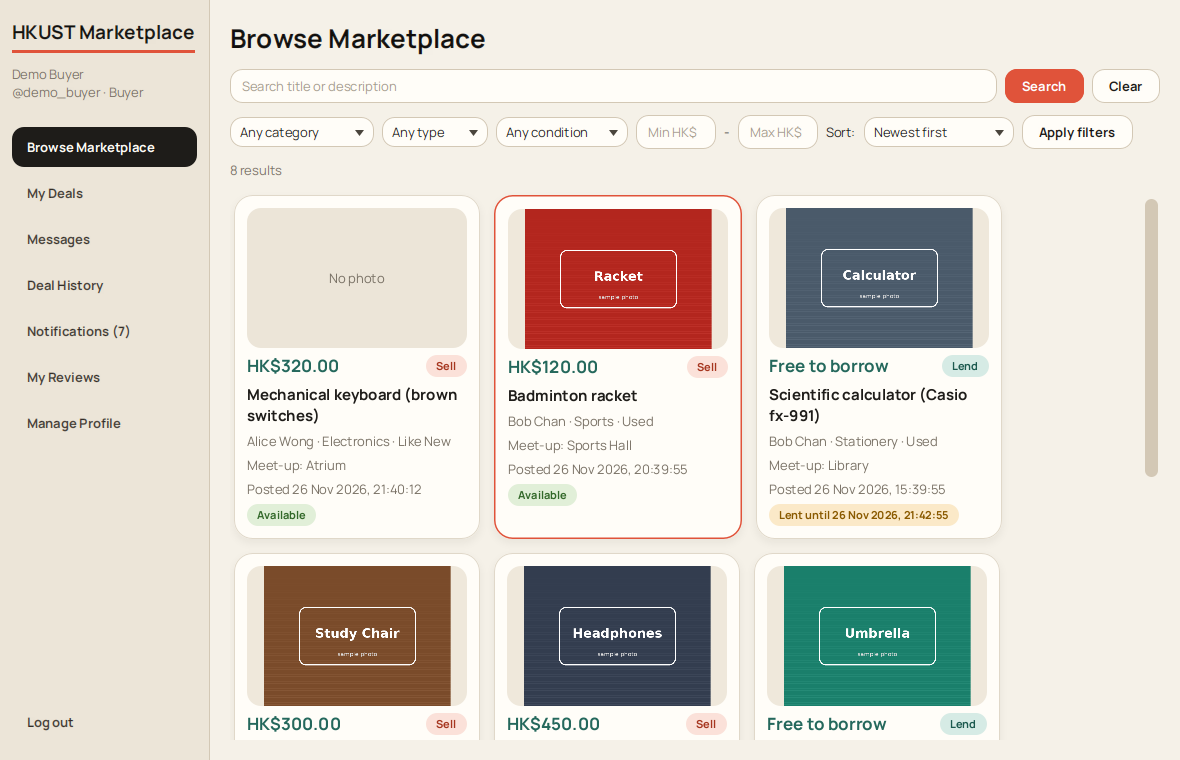 HKUST Marketplace
Demo Buyer
@demo_buyer · Buyer
Browse Marketplace
My Deals
Messages
Deal History
Notifications (7)
My Reviews
Manage Profile
Log out
Browse Marketplace
Search title or description
Search
Clear
Any category
Any type
Any condition
Min HK$
-
Max HK$
Sort:
Newest first
Apply filters
8 results
No photo
HK$320.00
Sell
Mechanical keyboard (brown
switches)
Alice Wong · Electronics · Like New
Meet-up: Atrium
Posted 26 Nov 2026, 21:40:12
Available
Racket
sample photo
HK$120.00
Sell
Badminton racket
Bob Chan · Sports · Used
Meet-up: Sports Hall
Posted 26 Nov 2026, 20:39:55
Available
Calculator
sample photo
Free to borrow
Lend
Scientific calculator (Casio
fx-991)
Bob Chan · Stationery · Used
Meet-up: Library
Posted 26 Nov 2026, 15:39:55
Lent until 26 Nov 2026, 21:42:55
Study Chair
sample photo
HK$300.00
Sell
Headphones
sample photo
HK$450.00
Sell
Umbrella
sample photo
Free to borrow
Lend